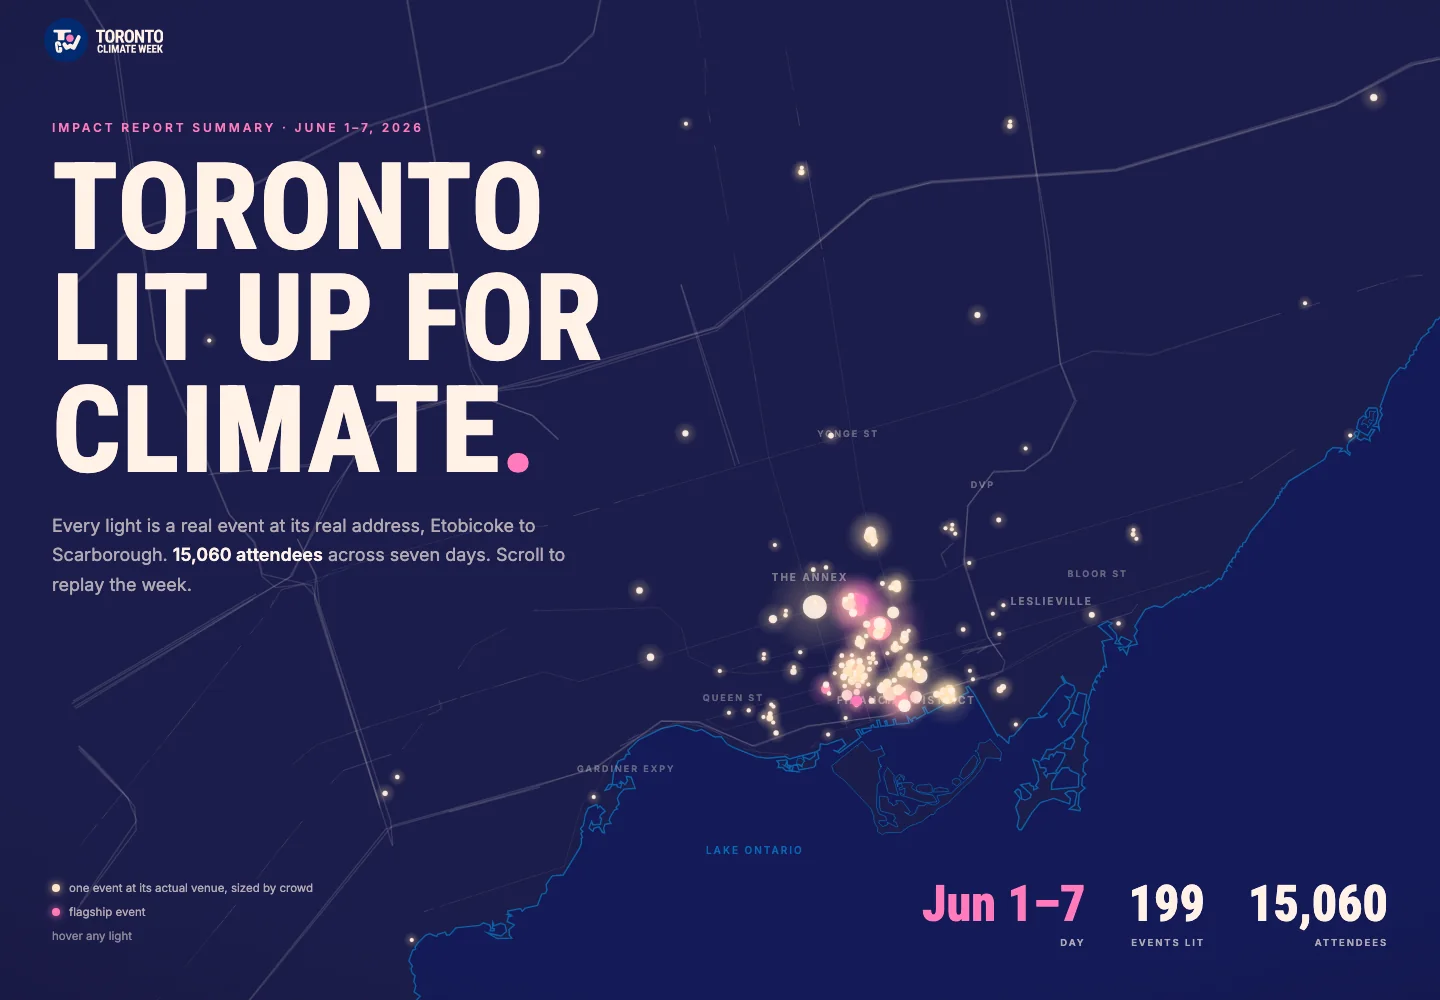 TORONTO
CLIMATE WEEK
IMPACT REPORT SUMMARY · JUNE 1–7, 2026
TORONTO
LIT UP FOR
CLIMATE.
Every light is a real event at its real address, Etobicoke to
Scarborough. 15,060 attendees across seven days. Scroll to
replay the week.
YONGE ST
DVP
THE ANNEX
BLOOR ST
LESLIEVILLE
QUEEN ST
FINANCIAL DISTRICT
GARDINER EXPY
LAKE ONTARIO
one event at its actual venue, sized by crowd
flagship event
hover any light
Jun 1–7
DAY
199
EVENTS LIT
15,060
ATTENDEES